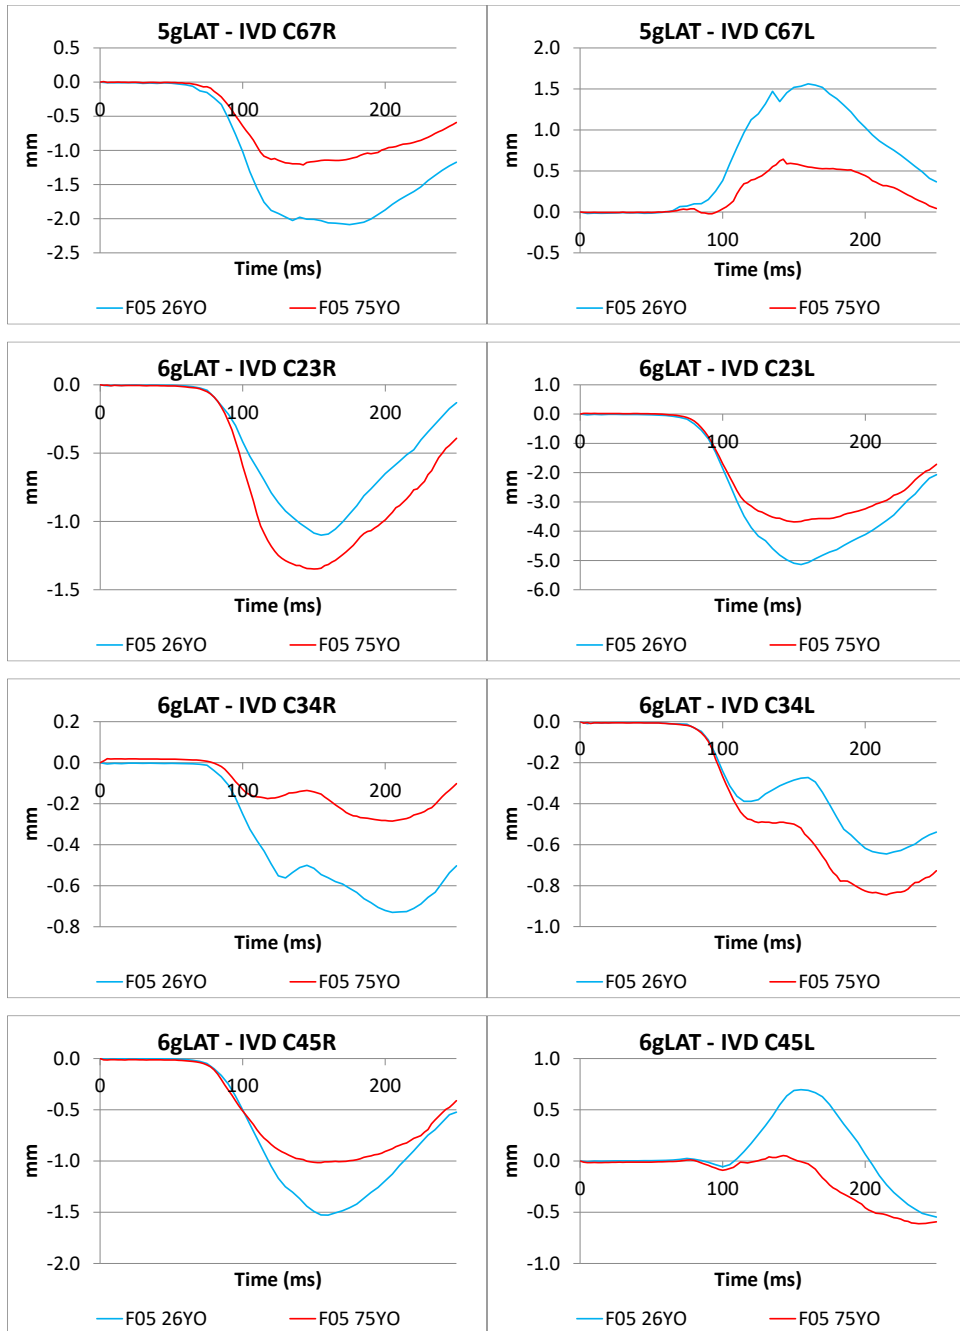 5gLAT - IVD C67R
0.5
0.0
-0.5
-1.0
-1.5
-2.0
-2.5
0
100
200
mm
Time (ms)
F05 26YO
F05 75YO
5gLAT - IVD C67L
2.0
1.5
1.0
0.5
0.0
-0.5
0
100
200
mm
Time (ms)
F05 26YO
F05 75YO
6gLAT - IVD C23R
0.0
-0.5
-1.0
-1.5
0
100
200
mm
Time (ms)
F05 26YO
F05 75YO
6gLAT - IVD C23L
1.0
0.0
-1.0
-2.0
-3.0
-4.0
-5.0
-6.0
0
100
200
mm
Time (ms)
F05 26YO
F05 75YO
6gLAT - IVD C34R
0.2
0.0
-0.2
-0.4
-0.6
-0.8
0
100
200
mm
Time (ms)
F05 26YO
F05 75YO
6gLAT - IVD C34L
0.0
-0.2
-0.4
-0.6
-0.8
-1.0
0
100
200
mm
Time (ms)
F05 26YO
F05 75YO
6gLAT - IVD C45R
0.0
-0.5
-1.0
-1.5
-2.0
0
100
200
mm
Time (ms)
F05 26YO
F05 75YO
6gLAT - IVD C45L
1.0
0.5
0.0
-0.5
-1.0
0
100
200
mm
Time (ms)
F05 26YO
F05 75YO